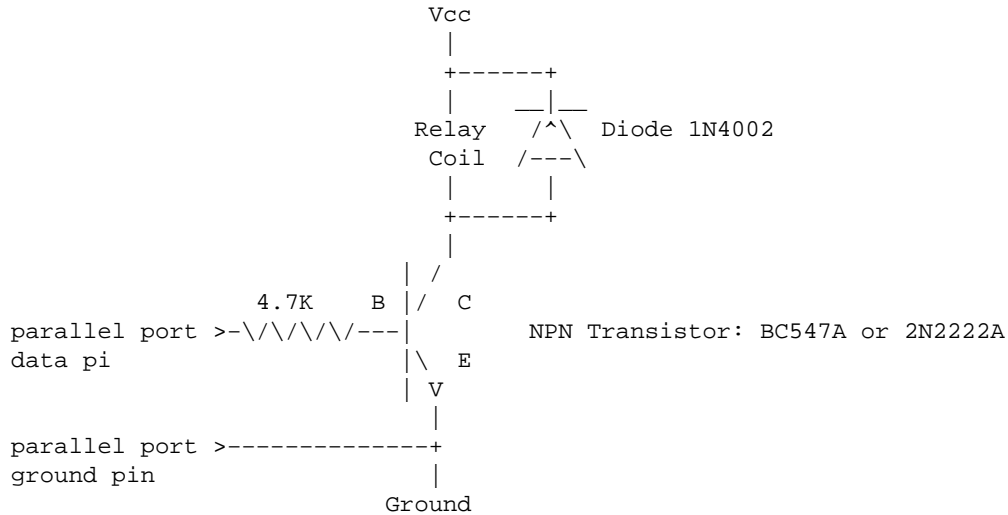 Vcc
Relay Diode 1N4002
Coil
4.7K B C
parallel port NPN Transistor: BC547A or 2N2222A
data pi E
parallel port
ground pin
Ground